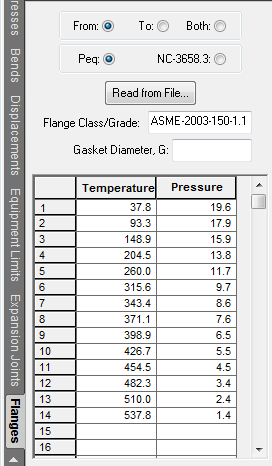 From: To: Both:
Peq: NC-3658.3:
Read from File...
Flange Class/Grade: ASME-2003-150-1.1
Gasket Diameter, G:
Temperature Pressure
1 37.8 19.6
2 93.3 17.9
3 148.9 15.9
4 204.5 13.8
5 260.0 11.7
6 315.6 9.7
7 343.4 8.6
8 371.1 7.6
9 398.9 6.5
10 426.7 5.5
11 454.5 4.5
12 482.3 3.4
13 510.0 2.4
14 537.8 1.4
15
16
resses
Bends
Displacements
Equipment Limits
Expansion Joints
Flanges